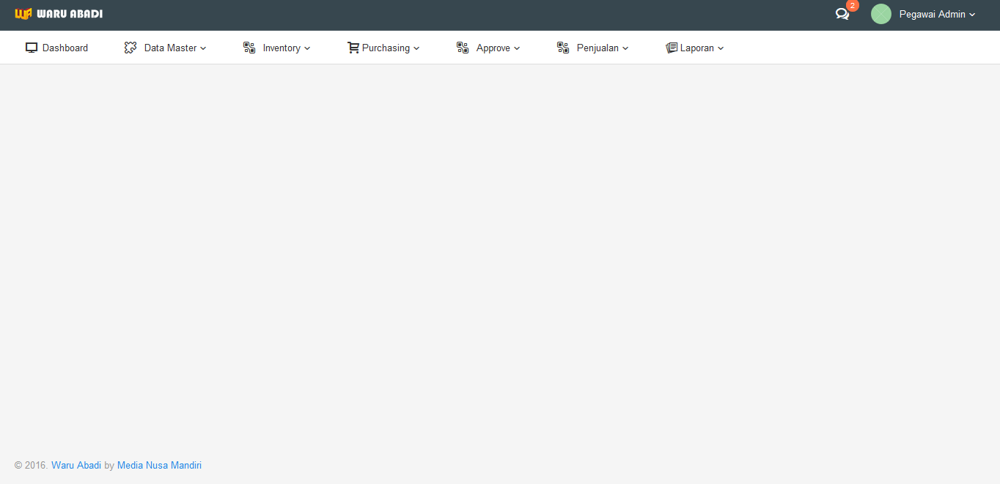 WA WARU ABADI 2 Pegawai Admin
Dashboard Data Master Inventory Purchasing Approve Penjualan Laporan
© 2016. Waru Abadi by Media Nusa Mandiri